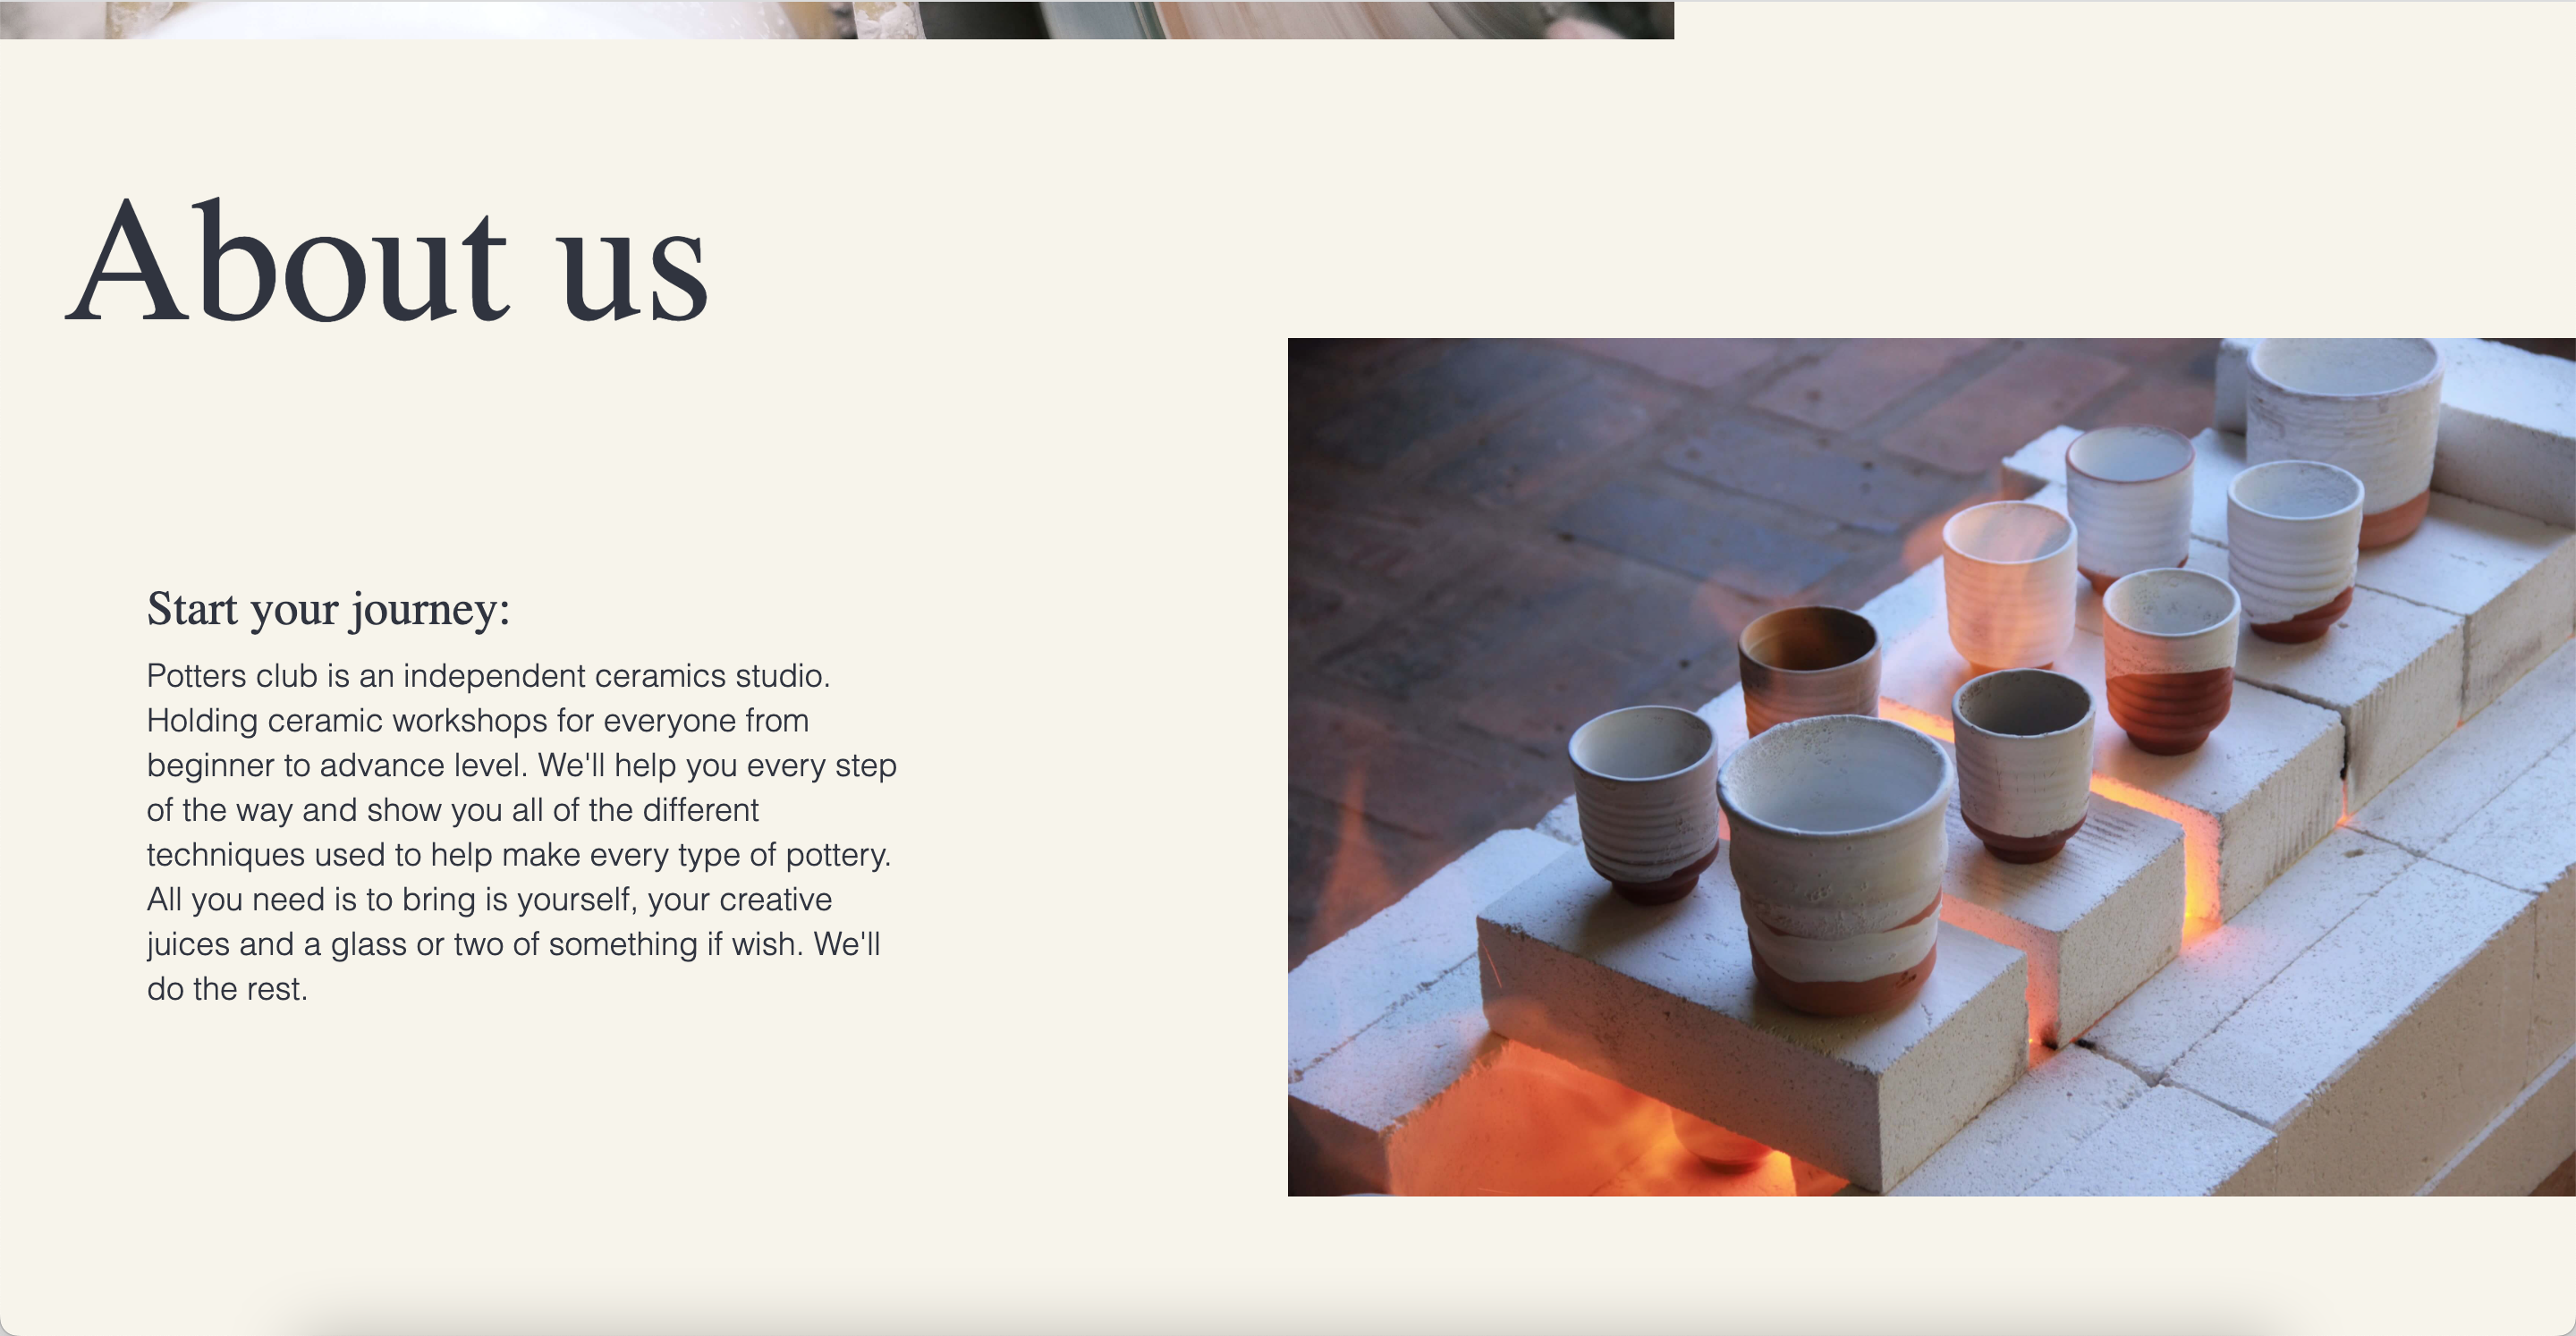 About us
Start your journey:
Potters club is an independent ceramics studio.
Holding ceramic workshops for everyone from
beginner to advance level. We'll help you every step
of the way and show you all of the different
techniques used to help make every type of pottery.
All you need is to bring is yourself, your creative
juices and a glass or two of something if wish. We'll
do the rest.